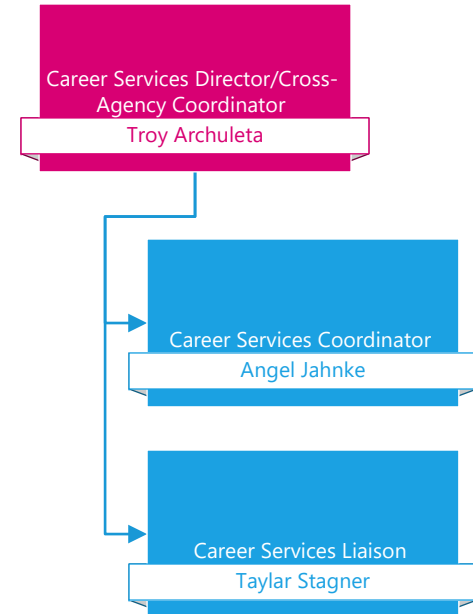 Career Services Director/Cross-
Agency Coordinator
Troy Archuleta
Career Services Coordinator
Angel Jahnke
Career Services Liaison
Taylar Stagner